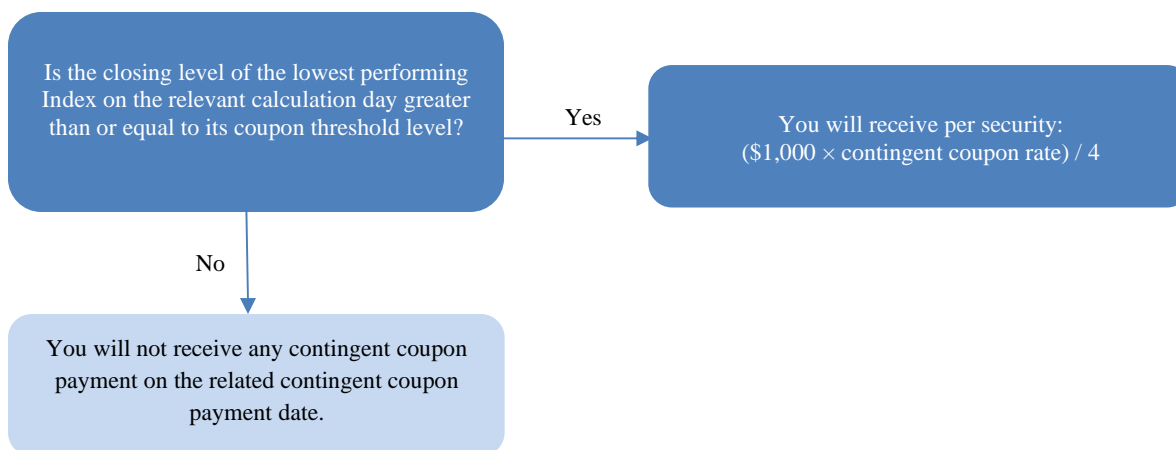 Is the closing level of the lowest performing
Index on the relevant calculation day greater
than or equal to its coupon threshold level?
Yes
You will receive per security:
($1,000 × contingent coupon rate) / 4
No
You will not receive any contingent coupon
payment on the related contingent coupon
payment date.